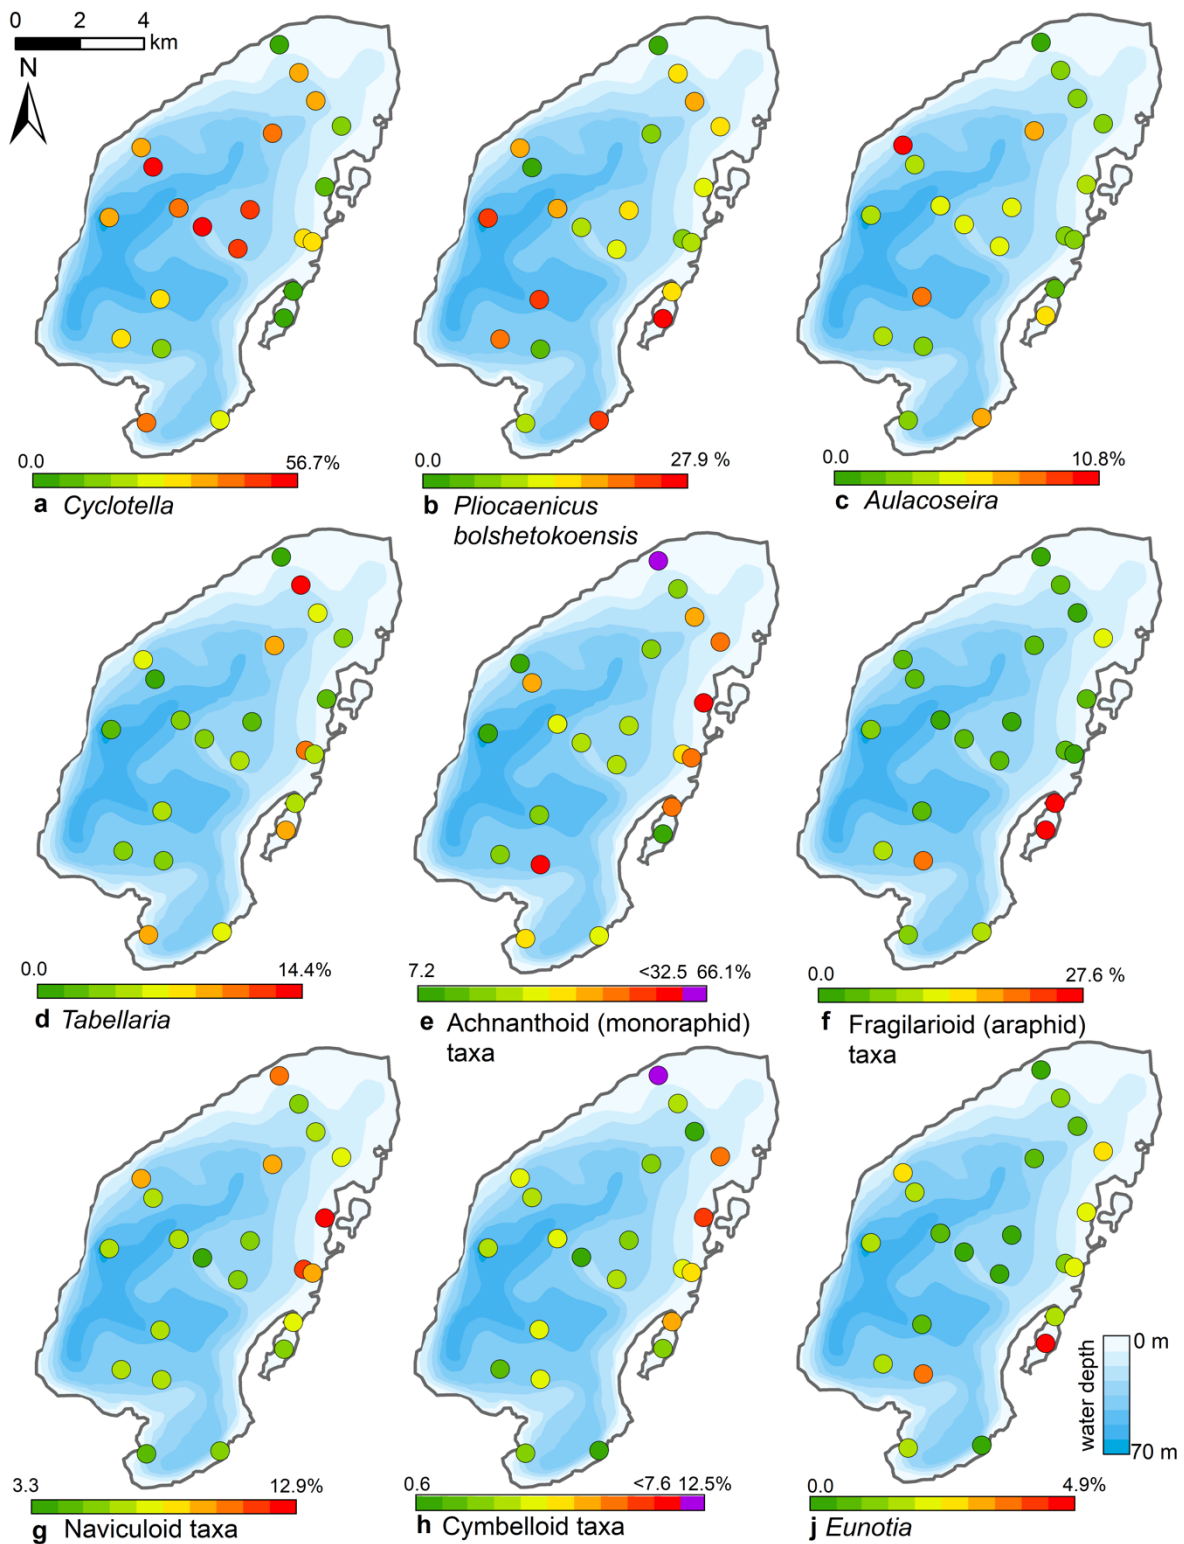 0 2 4
km
N
0.0 56.7%
a Cyclotella
0.0 27.9 %
b Pliocaenicus
bolshetokoensis
0.0 10.8%
c Aulacoseira
0.0 14.4%
d Tabellaria
7.2 <32.5 66.1%
e Achnanthoid (monoraphid)
taxa
0.0 27.6 %
f Fragilarioid (araphid)
taxa
3.3 12.9%
g Naviculoid taxa
0.6 <7.6 12.5%
h Cymbelloid taxa
0 m
water depth
70 m
0.0 4.9%
j Eunotia